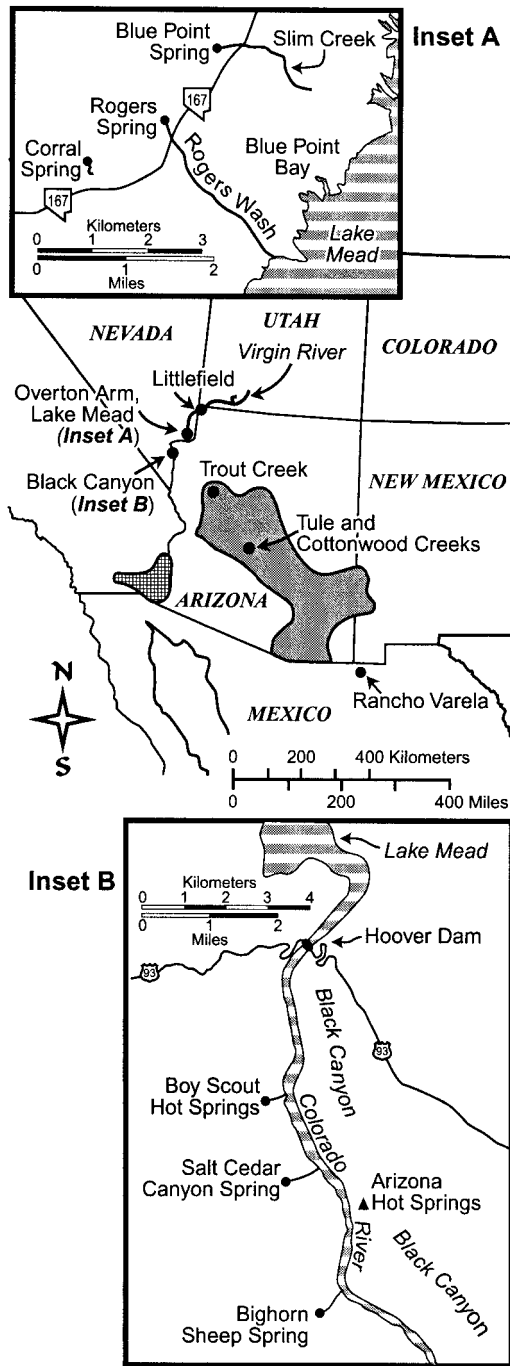 Inset A
Blue Point
Spring
Slim Creek
167
Rogers
Spring
Corral
Spring
Blue Point
Bay
Rogers Wash
167
Lake
Mead
Kilometers
0 1 2 3
0 1 2
Miles
NEVADA
UTAH
COLORADO
Virgin River
Littlefield
Overton Arm,
Lake Mead
(Inset A)
Black Canyon
(Inset B)
Trout Creek
NEW MEXICO
Tule and
Cottonwood Creeks
ARIZONA
N
S
MEXICO
Rancho Varela
0 200 400 Kilometers
0 200 400 Miles
Inset B
Lake Mead
Kilometers
0 1 2 3 4
0 1 2
Miles
Hoover Dam
93
Black Canyon
93
Boy Scout
Hot Springs
Colorado
Salt Cedar
Canyon Spring
Arizona
Hot Springs
River
Black Canyon
Bighorn
Sheep Spring